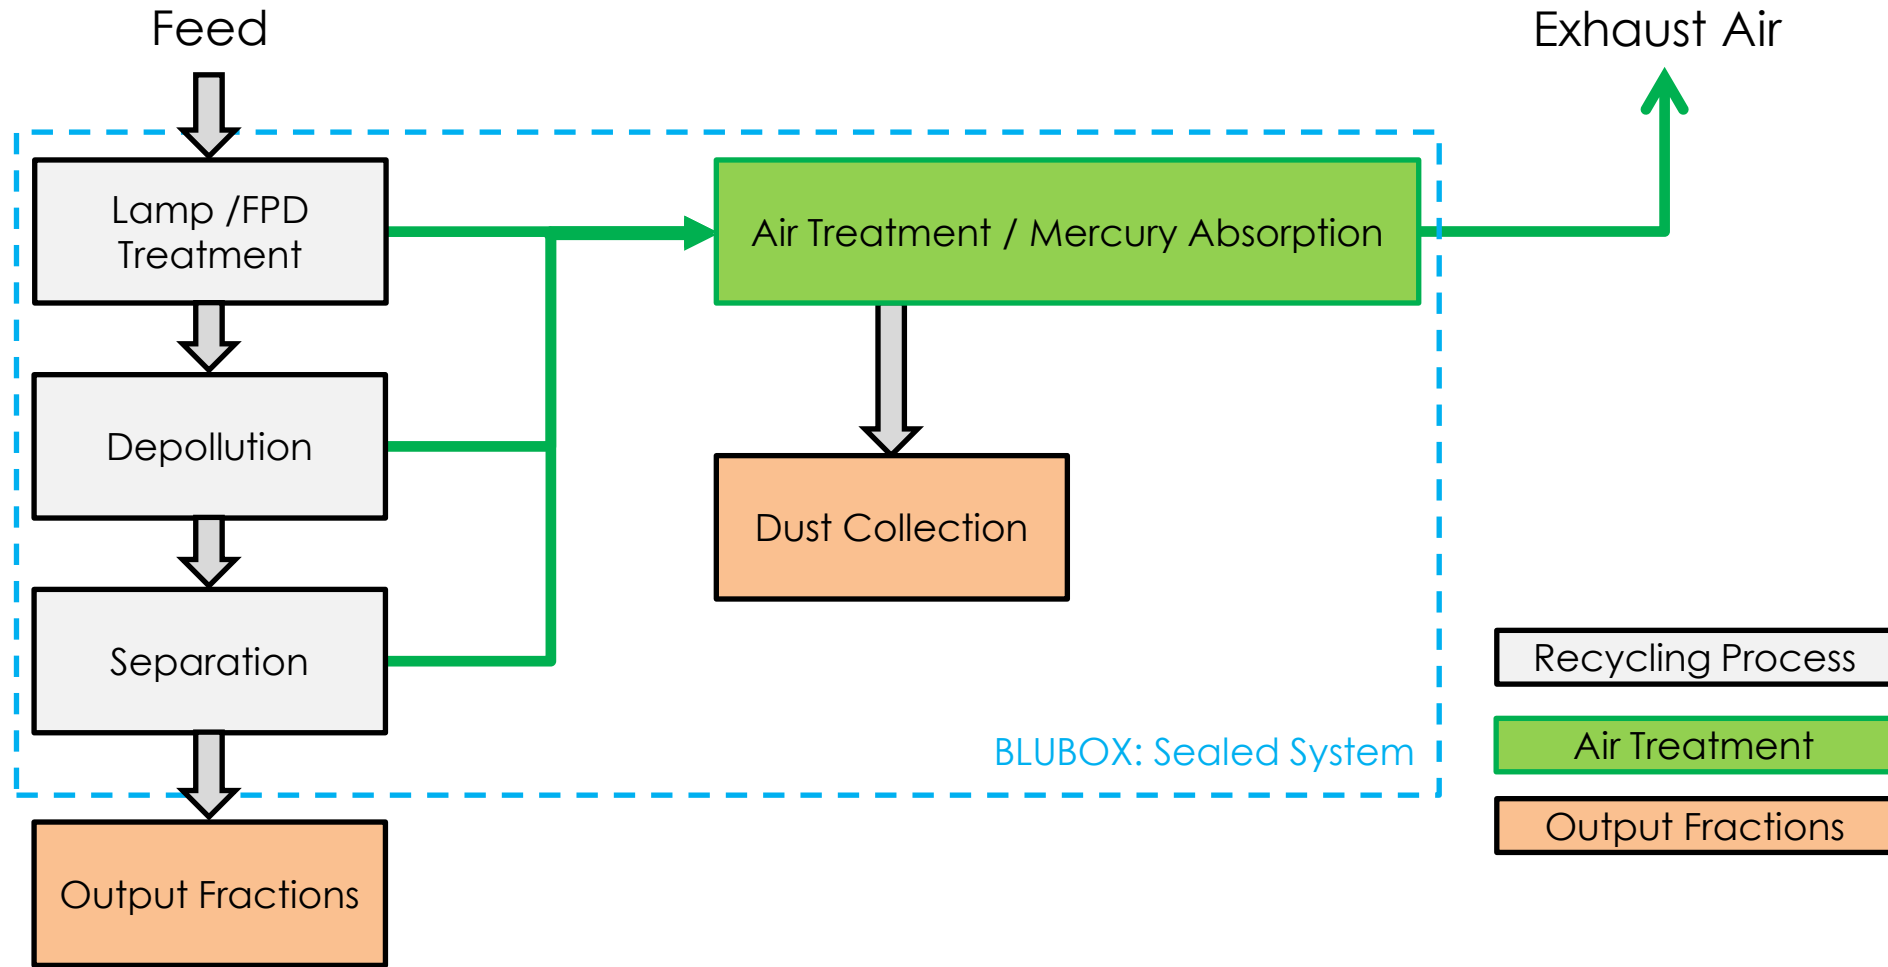 Feed
Exhaust Air
Lamp /FPD
Treatment
Air Treatment / Mercury Absorption
Depollution
Dust Collection
Separation
BLUBOX: Sealed System
Output Fractions
Recycling Process
Air Treatment
Output Fractions